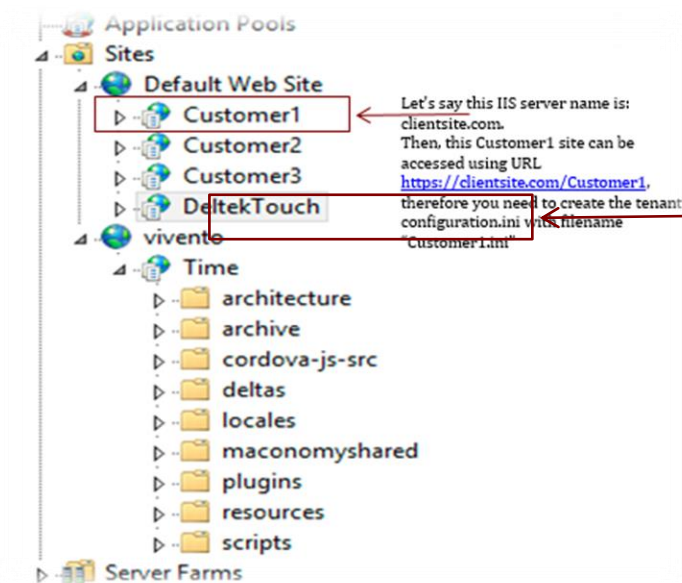 Application Pools
Sites
Default Web Site
Customer1
Customer2
Customer3
DeltekTouch
Let's say this IIS server name is:
clientsite.com.
Then, this Customer1 site can be
accessed using URL
https://clientsite.com/Customer1,
therefore you need to create the tenant
configuration.ini with filename
"Customer1.ini"
vivento
Time
architecture
archive
cordova-js-src
deltas
locales
maconomyshared
plugins
resources
scripts
Server Farms